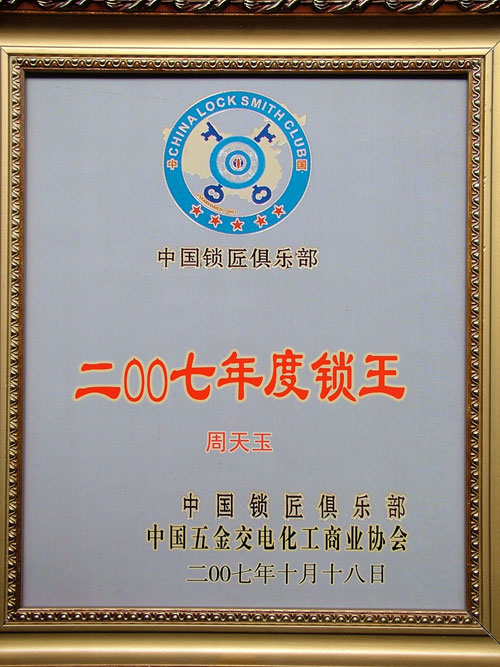 CHINA LOCK SMITH CLUB
中 国
中国锁匠俱乐部
二00七年度锁王
周天玉
中国锁匠俱乐部
中国五金交电化工商业协会
二00七年十月十八日